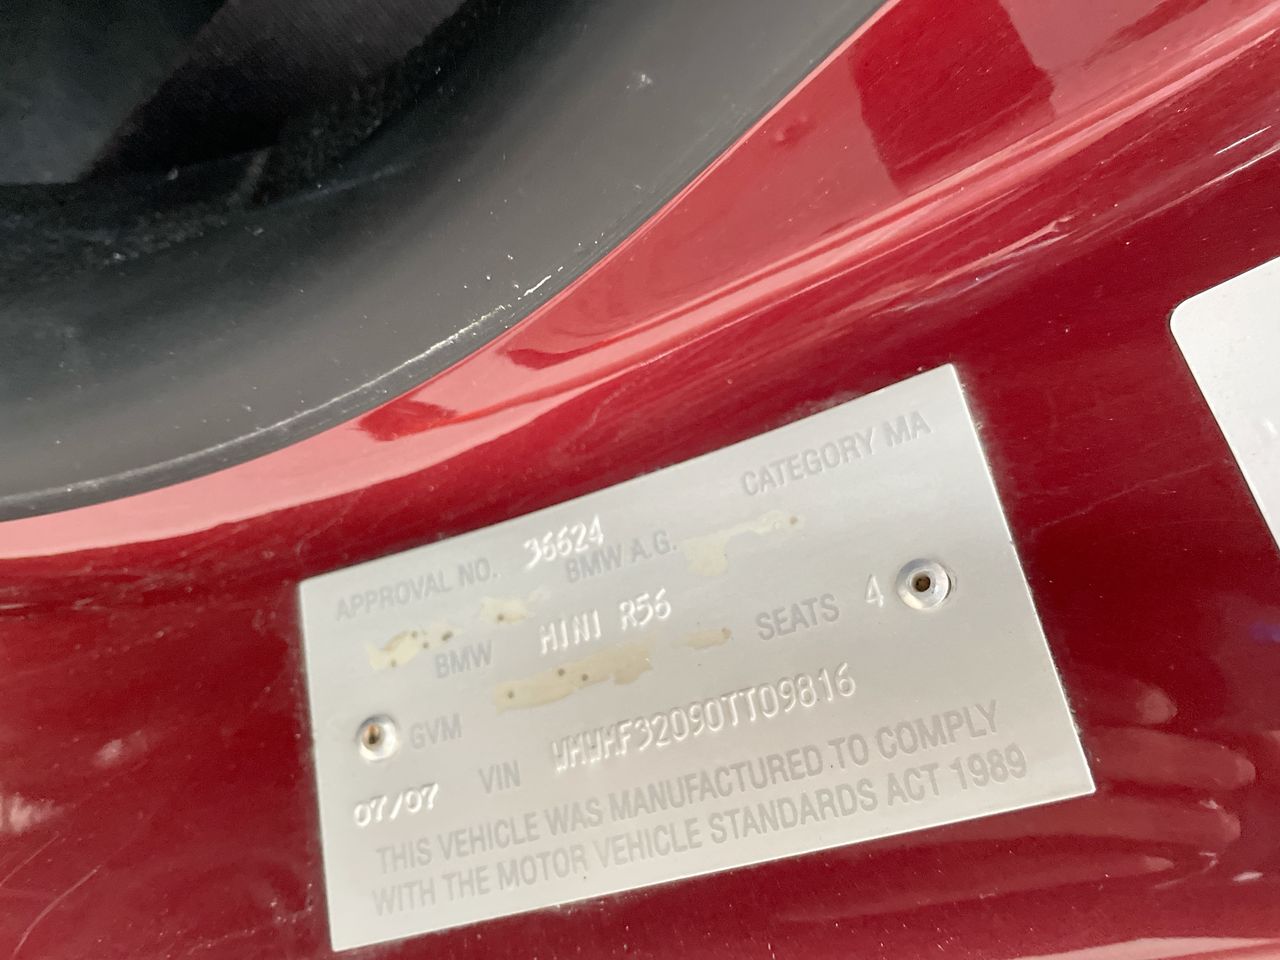 APPROVAL NO. 36624 CATEGORY MA
BMW A.G.
BMW MINI R56
SEATS 4
GVM
07/07 VIN WMWMF32090TT09816
THIS VEHICLE WAS MANUFACTURED TO COMPLY
WITH THE MOTOR VEHICLE STANDARDS ACT 1989